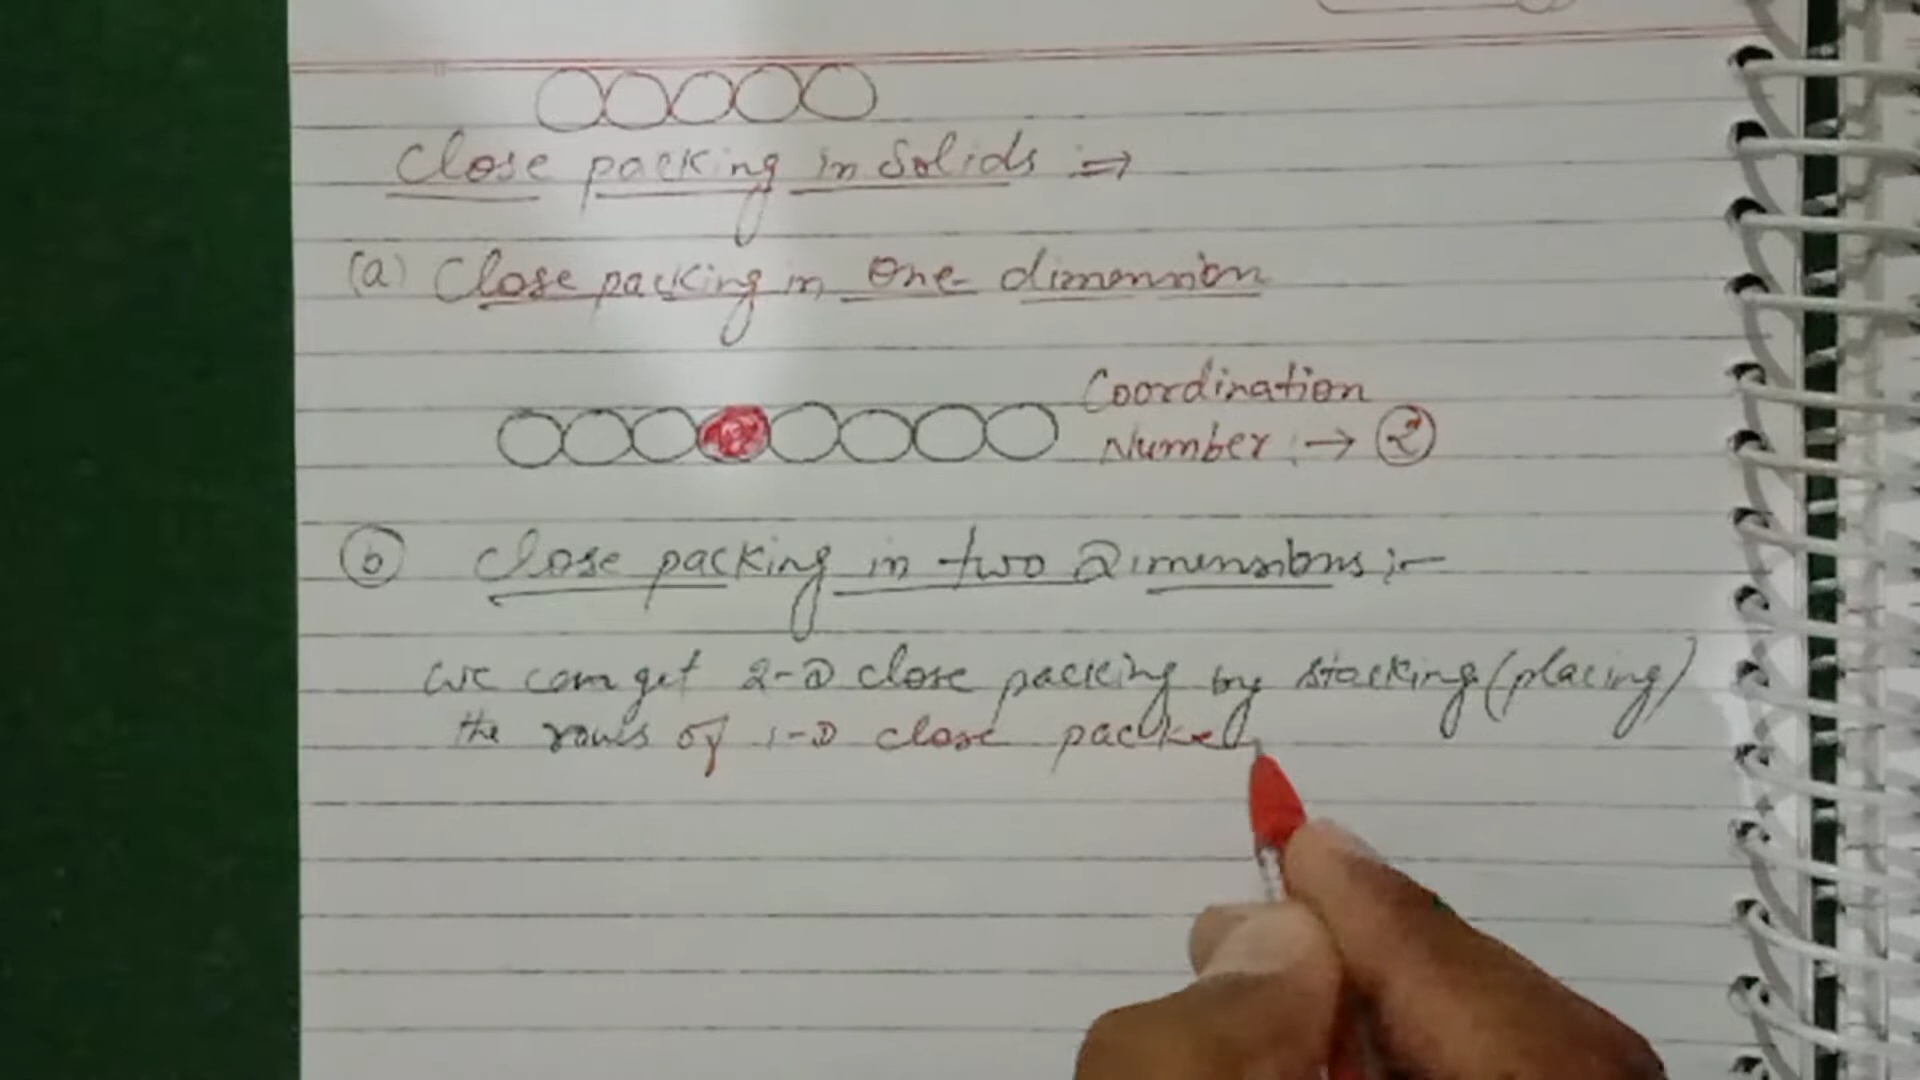 Close packing in Solids ⇒
(a) Close packing in One dimension
Coordination
Number :→ 2
b Close packing in two Dimensions :-
we can get 2-D close packing by stacking (placing)
the rows of 1-D close packed